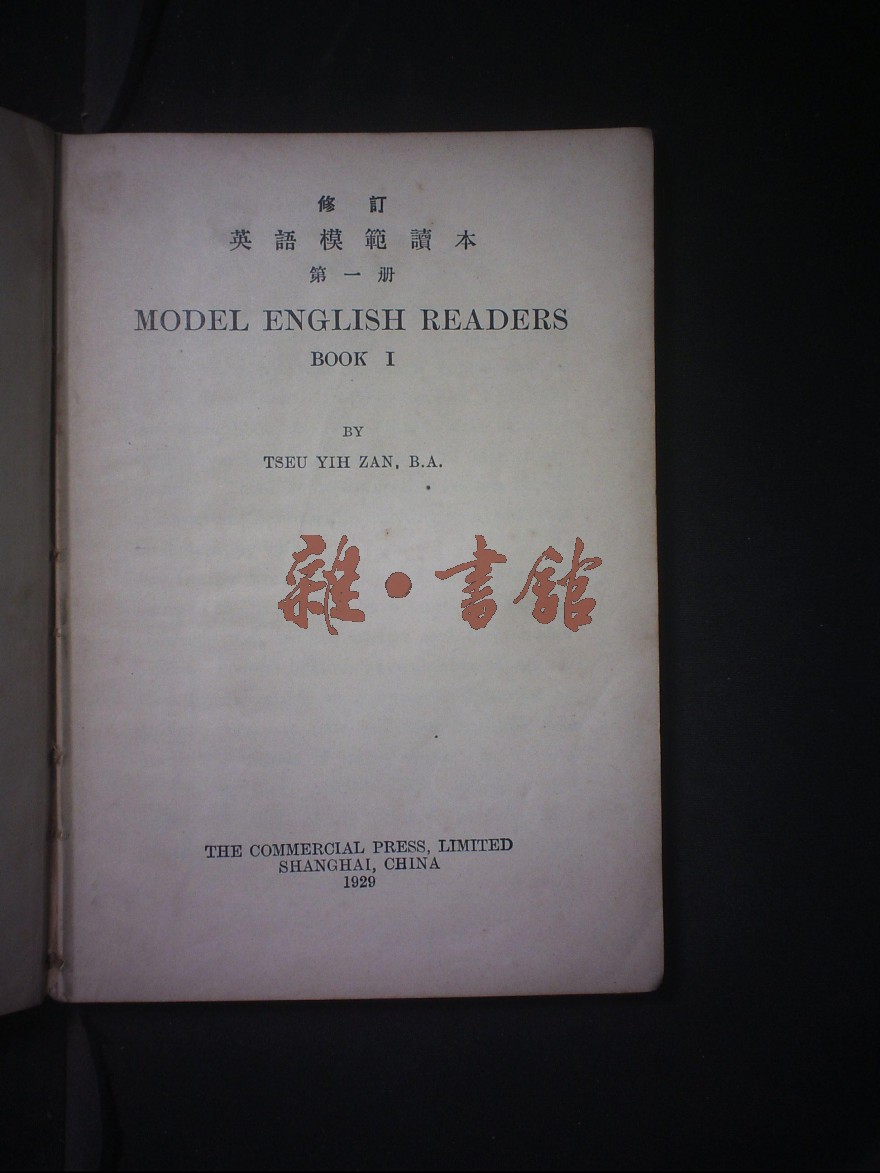 修訂
英語模範讀本
第一册
MODEL ENGLISH READERS
BOOK I
BY
TSEU YIH ZAN, B.A.
雜·書館
THE COMMERCIAL PRESS, LIMITED
SHANGHAI, CHINA
1929